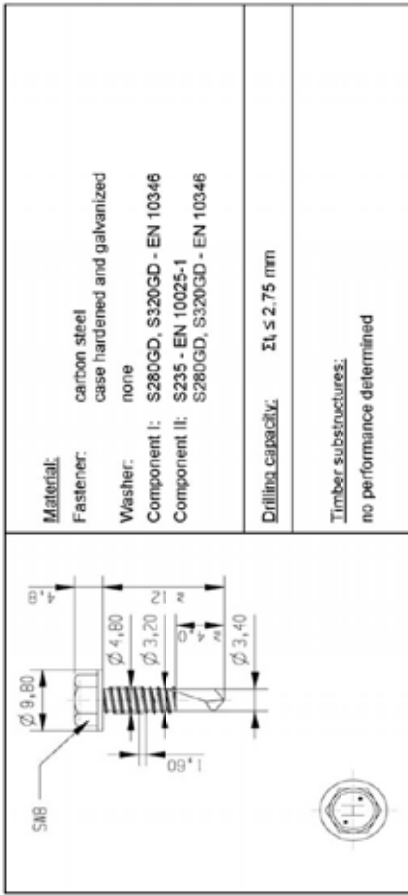 SW8
Ø 9,80
4,8
Ø 4,80
Ø 3,20
≈ 12
≈ 4,0
1,60
Ø 3,40
H
Material:
Fastener: carbon steel
case hardened and galvanized
Washer: none
Component I: S280GD, S320GD - EN 10346
Component II: S235 - EN 10025-1
S280GD, S320GD - EN 10346
Drilling capacity: Σtᵢ ≤ 2,75 mm
Timber substructures:
no performance determined